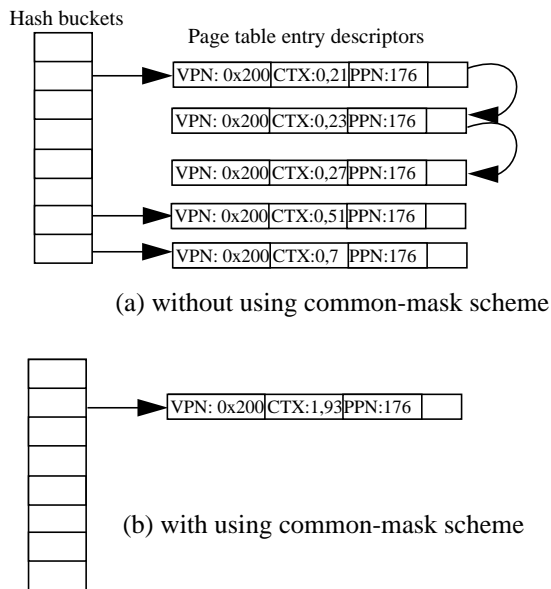 Hash buckets
Page table entry descriptors
VPN: 0x200 CTX:0,21 PPN:176
VPN: 0x200 CTX:0,23 PPN:176
VPN: 0x200 CTX:0,27 PPN:176
VPN: 0x200 CTX:0,51 PPN:176
VPN: 0x200 CTX:0,7 PPN:176
(a) without using common-mask scheme
VPN: 0x200 CTX:1,93 PPN:176
(b) with using common-mask scheme